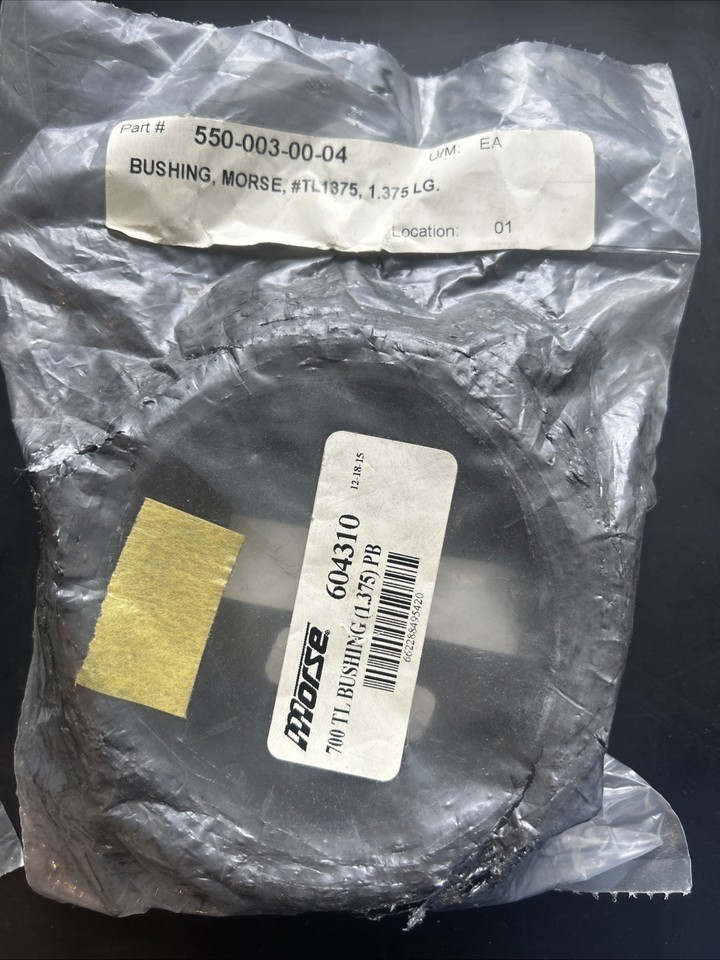 Part # 550-003-00-04 U/M: EA
BUSHING, MORSE, #TL1375, 1.375 LG.
Location: 01
morse 604310 12-18-15
700 TL BUSHING (1.375) PB
662288495420